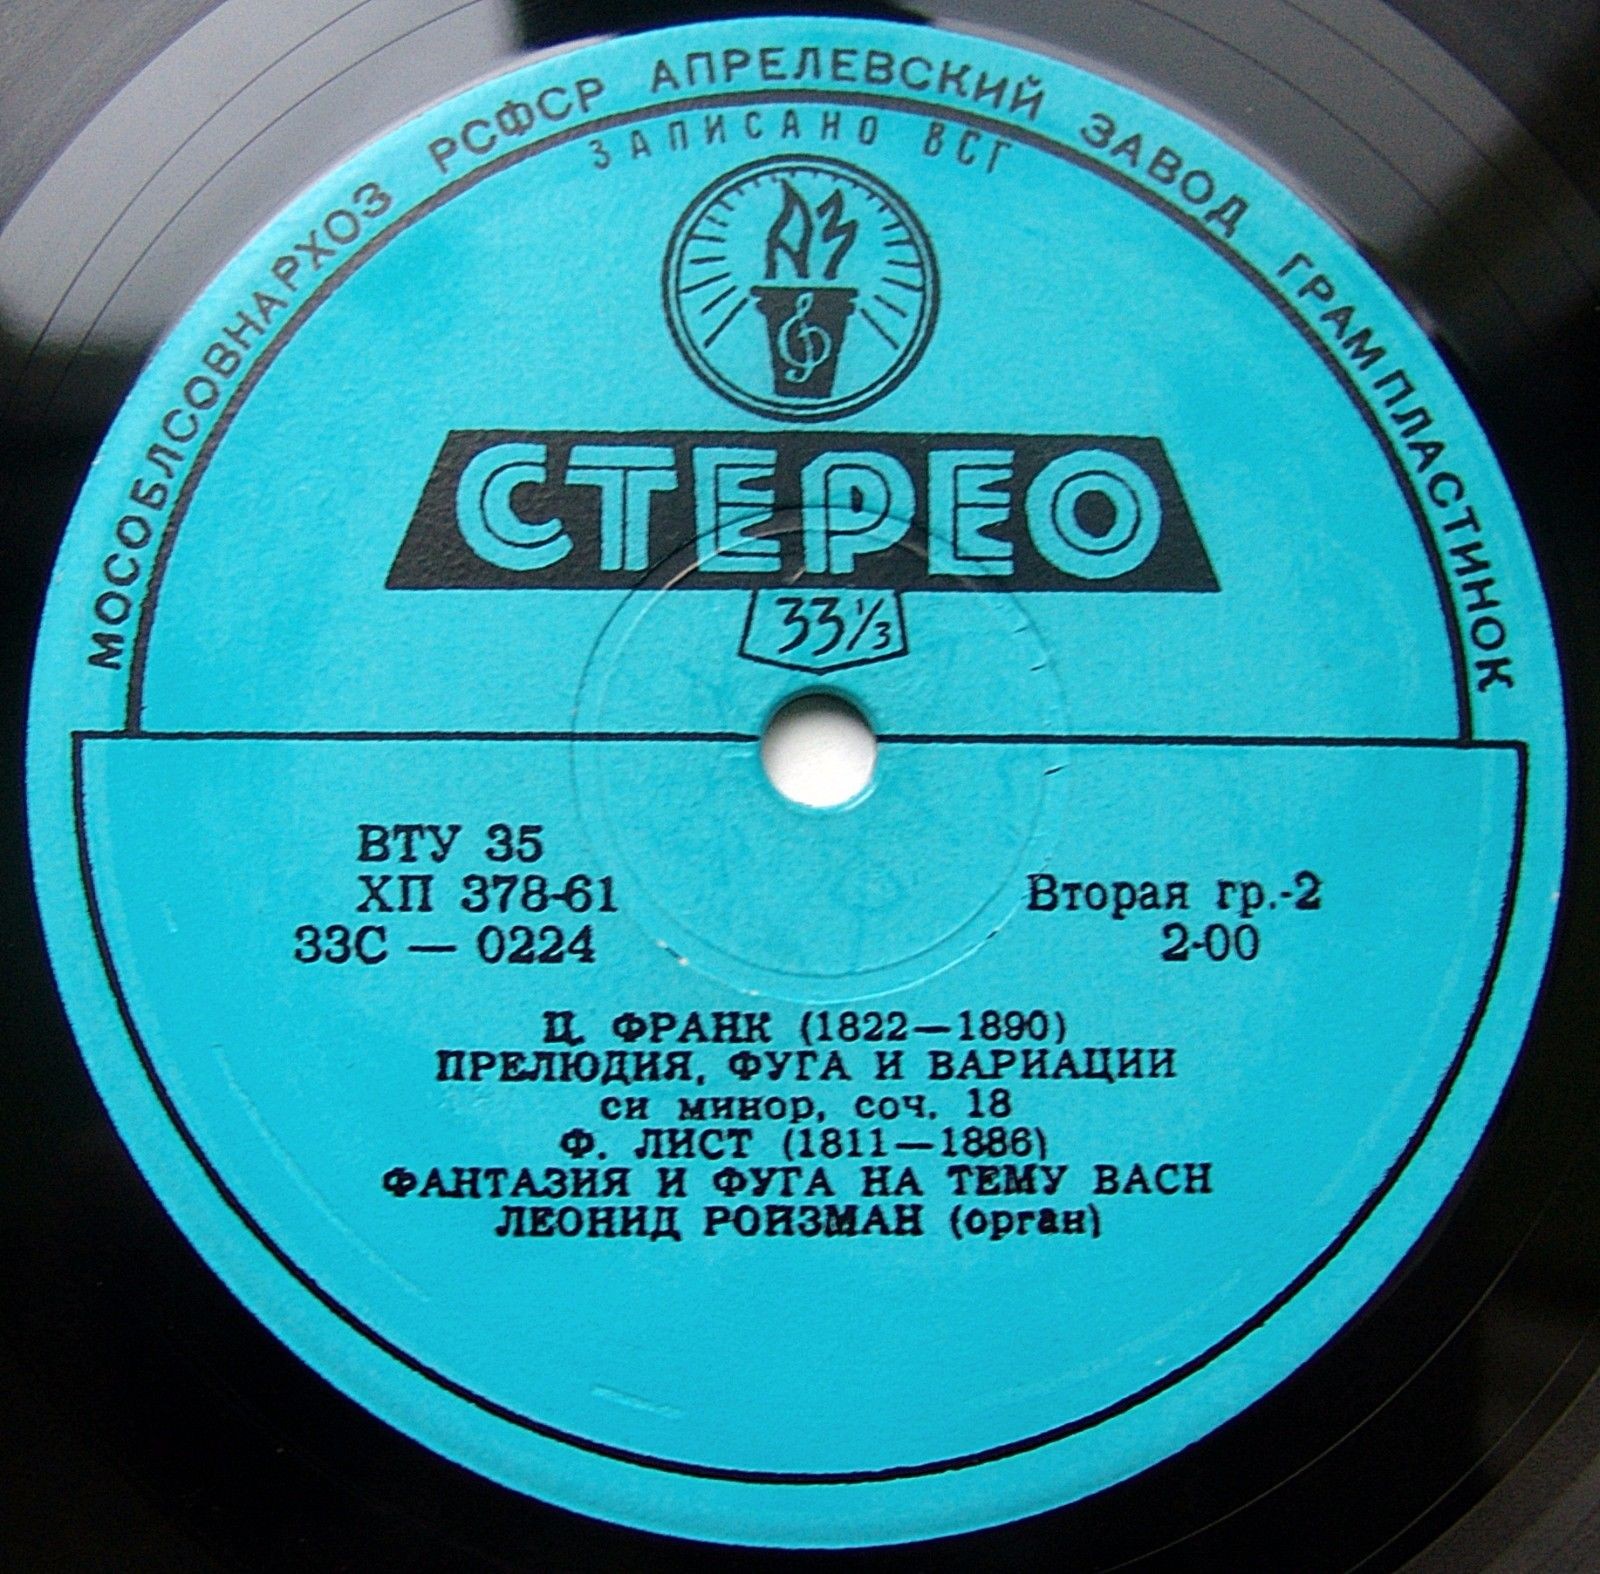 МОСОБЛСОВНАРХОЗ РСФСР АПРЕЛЕВСКИЙ ЗАВОД ГРАМПЛАСТИНОК
ЗАПИСАНО ВСГ
АЗ
СТЕРЕО
33⅓
ВТУ 35
ХП 378-61
33С — 0224
Вторая гр.-2
2-00
Ц. ФРАНК (1822—1890)
ПРЕЛЮДИЯ, ФУГА И ВАРИАЦИИ
си минор, соч. 18
Ф. ЛИСТ (1811—1886)
ФАНТАЗИЯ И ФУГА НА ТЕМУ BACH
ЛЕОНИД РОЙЗМАН (орган)